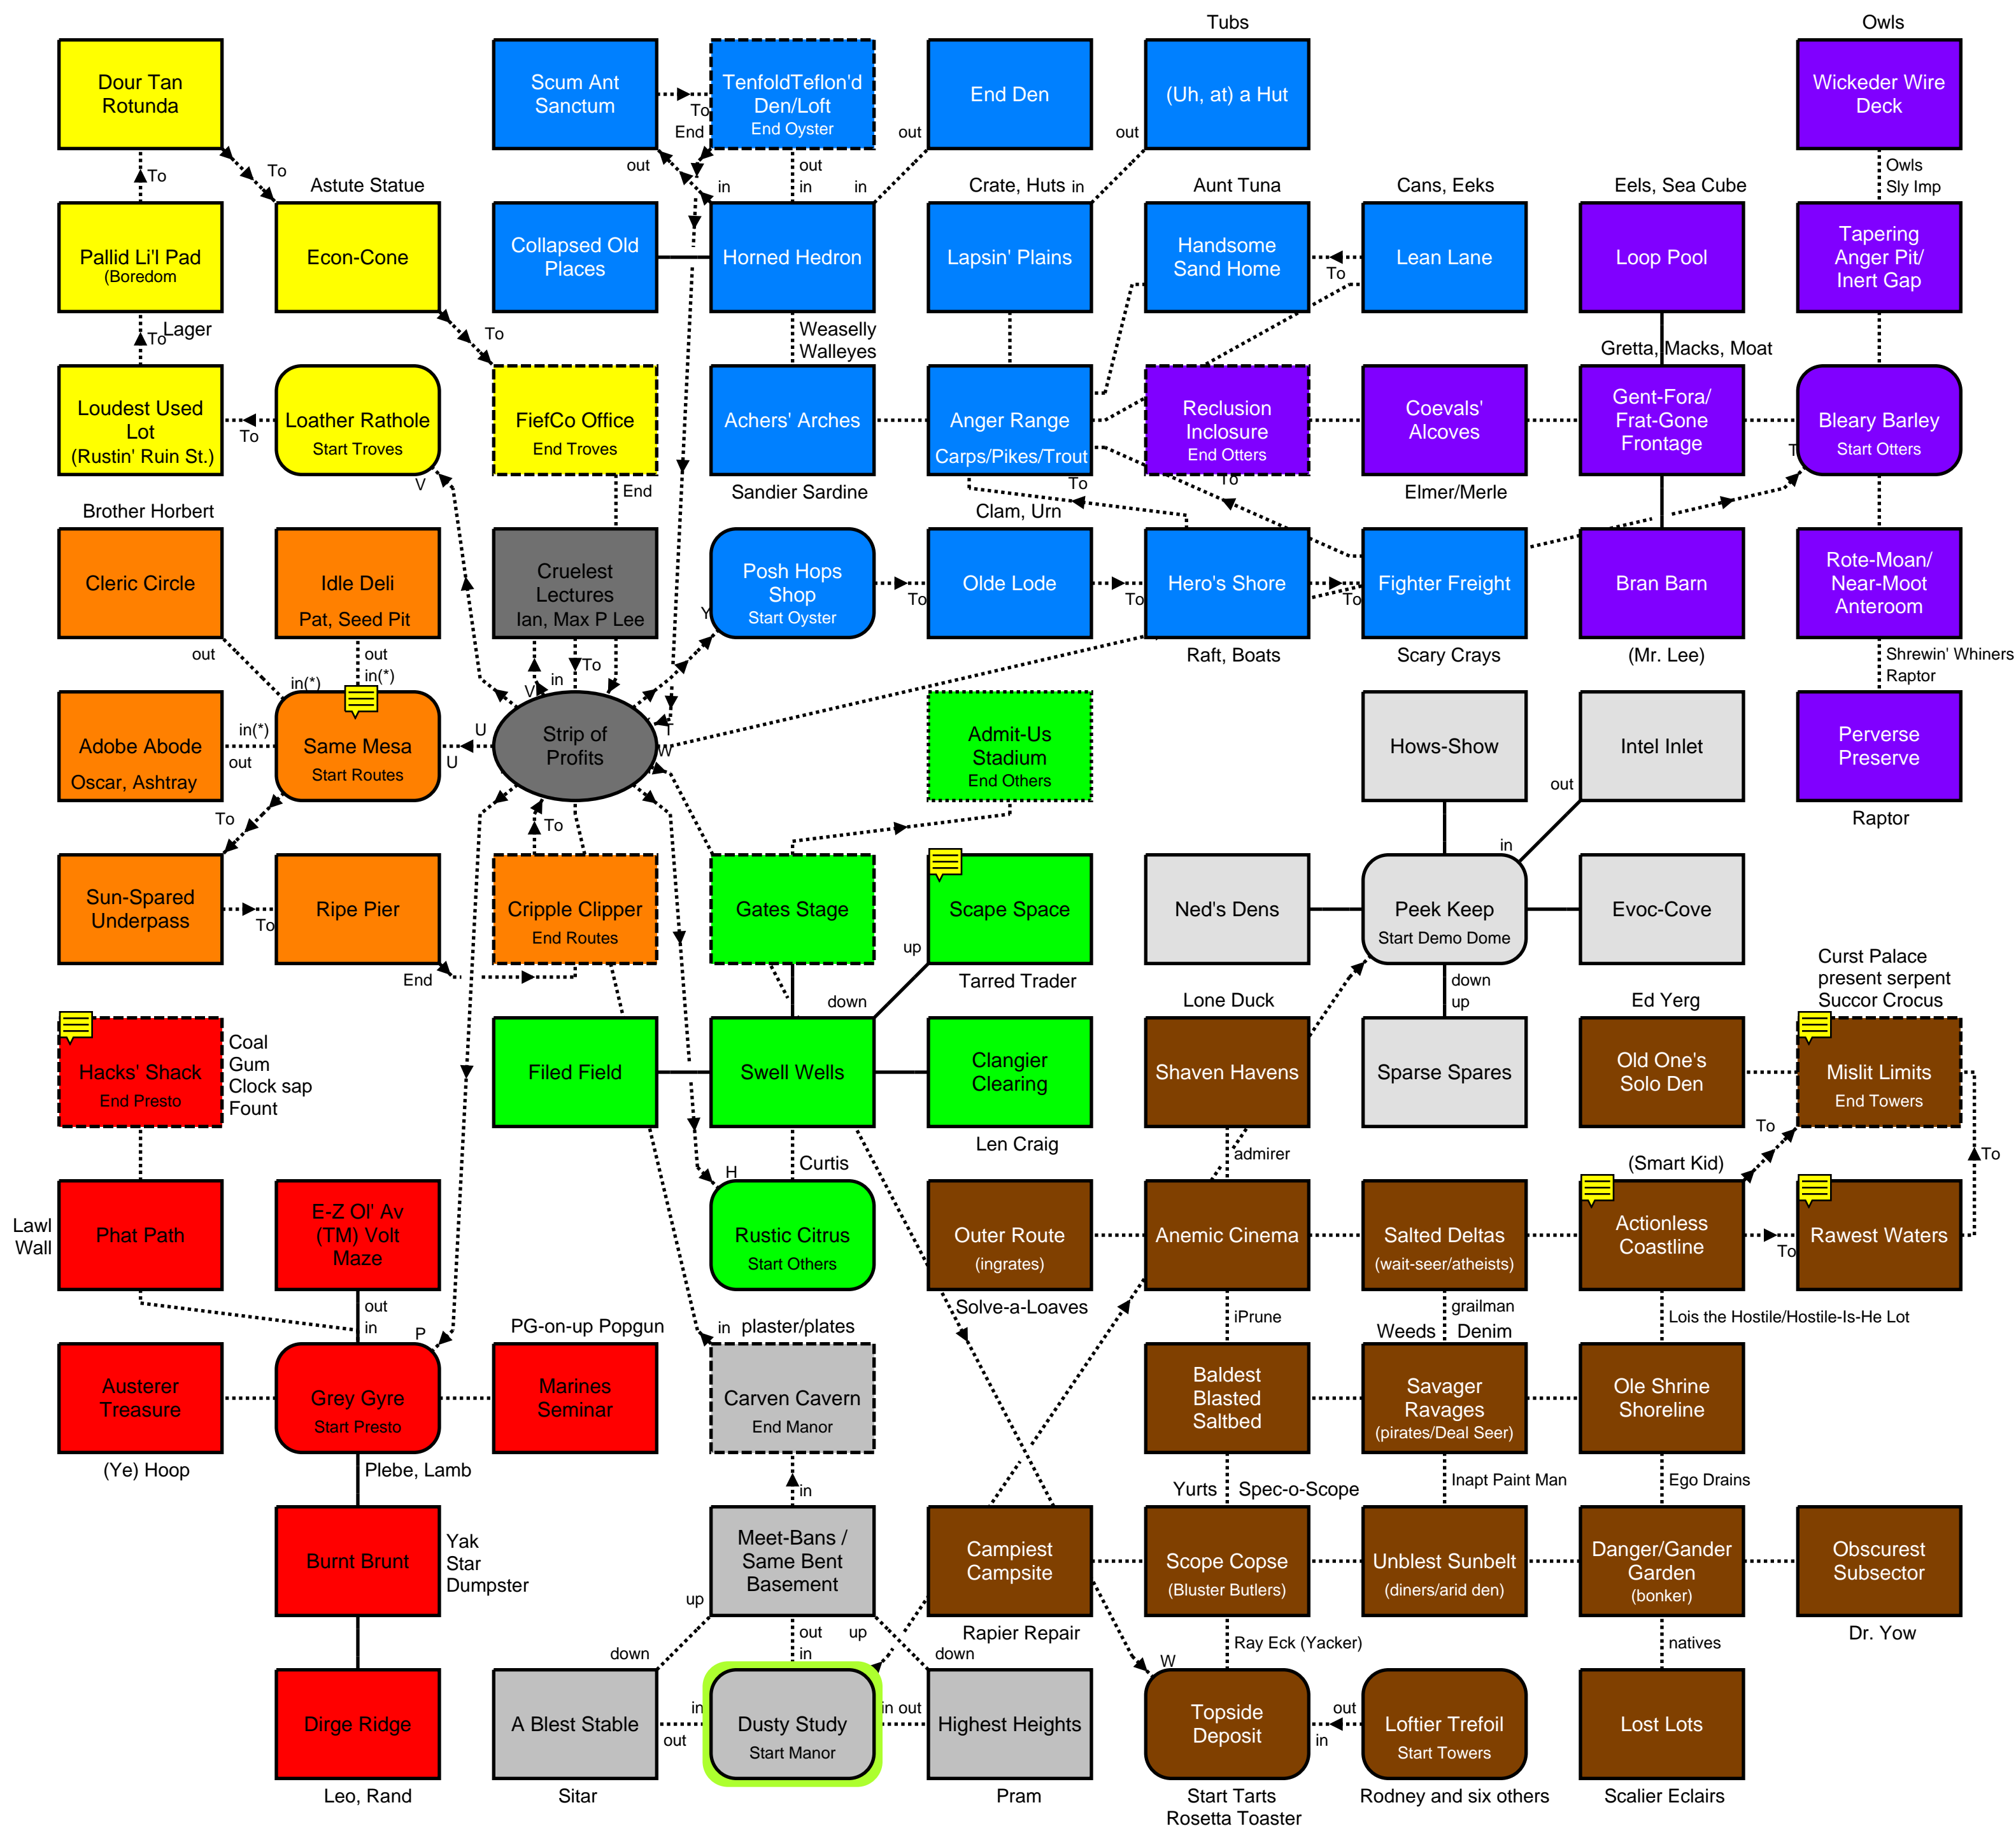 Tubs
Owls
Dour Tan
Rotunda
Scum Ant
Sanctum
To
TenfoldTeflon'd
Den/Loft
End Oyster
End Den
(Uh, at) a Hut
Wickeder Wire
Deck
To
To
End
out
out
in
out
in
in
out
Owls
Sly Imp
Astute Statue
Crate, Huts
in
Aunt Tuna
Cans, Eeks
Eels, Sea Cube
Pallid Li'l Pad
(Boredom
Econ-Cone
Collapsed Old
Places
Horned Hedron
Lapsin' Plains
Handsome
Sand Home
To
Lean Lane
Loop Pool
Tapering
Anger Pit/
Inert Gap
To
Lager
To
Weaselly
Walleyes
Gretta, Macks, Moat
Loudest Used
Lot
(Rustin' Ruin St.)
To
Loather Rathole
Start Troves
FiefCo Office
End Troves
Achers' Arches
Anger Range
Carps/Pikes/Trout
Reclusion
Inclosure
End Otters
Coevals'
Alcoves
Gent-Fora/
Frat-Gone
Frontage
Bleary Barley
Start Otters
T
V
End
Sandier Sardine
To
To
Elmer/Merle
Brother Horbert
Clam, Urn
Cleric Circle
Idle Deli
Pat, Seed Pit
Cruelest
Lectures
Ian, Max P Lee
Y
Posh Hops
Shop
Start Oyster
To
Olde Lode
To
Hero's Shore
To
Fighter Freight
Bran Barn
Rote-Moan/
Near-Moot
Anteroom
out
in(*)
out
in(*)
V
in
To
Raft, Boats
Scary Crays
(Mr. Lee)
Shrewin' Whiners
Raptor
Adobe Abode
Oscar, Ashtray
in(*)
out
Same Mesa
Start Routes
U
U
Strip of
Profits
T
W
Admit-Us
Stadium
End Others
Hows-Show
Intel Inlet
Perverse
Preserve
To
To
out
in
Raptor
Sun-Spared
Underpass
To
Ripe Pier
Cripple Clipper
End Routes
Gates Stage
Scape Space
up
down
Ned's Dens
Peek Keep
Start Demo Dome
Evoc-Cove
End
Tarred Trader
down
up
Curst Palace
present serpent
Succor Crocus
Lone Duck
Ed Yerg
Hacks' Shack
End Presto
Coal
Gum
Clock sap
Fount
Filed Field
Swell Wells
Clangier
Clearing
Shaven Havens
Sparse Spares
Old One's
Solo Den
Mislit Limits
End Towers
Len Craig
Curtis
H
admirer
To
(Smart Kid)
To
Lawl
Wall
Phat Path
E-Z Ol' Av
(TM) Volt
Maze
Rustic Citrus
Start Others
Outer Route
(ingrates)
Anemic Cinema
Salted Deltas
(wait-seer/atheists)
Actionless
Coastline
To
Rawest Waters
out
in
P
PG-on-up Popgun
in
plaster/plates
Solve-a-Loaves
iPrune
grailman
Weeds
Denim
Lois the Hostile/Hostile-Is-He Lot
Austerer
Treasure
Grey Gyre
Start Presto
Marines
Seminar
Carven Cavern
End Manor
Baldest
Blasted
Saltbed
Savager
Ravages
(pirates/Deal Seer)
Ole Shrine
Shoreline
(Ye) Hoop
Plebe, Lamb
in
Yurts
Spec-o-Scope
Inapt Paint Man
Ego Drains
Burnt Brunt
Yak
Star
Dumpster
Meet-Bans /
Same Bent
Basement
Campiest
Campsite
Scope Copse
(Bluster Butlers)
Unblest Sunbelt
(diners/arid den)
Danger/Gander
Garden
(bonker)
Obscurest
Subsector
up
down
out
in
up
down
Rapier Repair
W
Ray Eck (Yacker)
natives
Dr. Yow
Dirge Ridge
A Blest Stable
in
out
Dusty Study
Start Manor
in out
Highest Heights
Topside
Deposit
out
in
Loftier Trefoil
Start Towers
Lost Lots
Leo, Rand
Sitar
Pram
Start Tarts
Rosetta Toaster
Rodney and six others
Scalier Eclairs